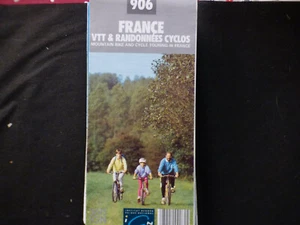 906
FRANCE
VTT & RANDONNÉES CYCLOS
MOUNTAIN BIKE AND CYCLE TOURING IN FRANCE